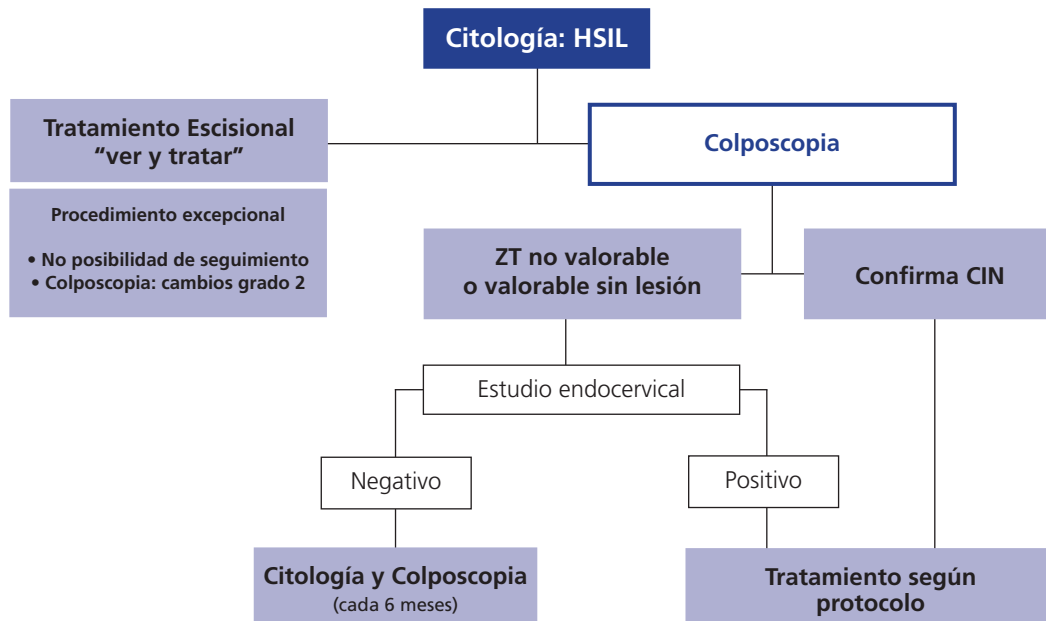 Citología: HSIL
Tratamiento Escisional
“ver y tratar”
Colposcopia
Procedimiento excepcional
• No posibilidad de seguimiento
• Colposcopia: cambios grado 2
ZT no valorable
o valorable sin lesión
Confirma CIN
Estudio endocervical
Negativo
Positivo
Citología y Colposcopia
(cada 6 meses)
Tratamiento según
protocolo